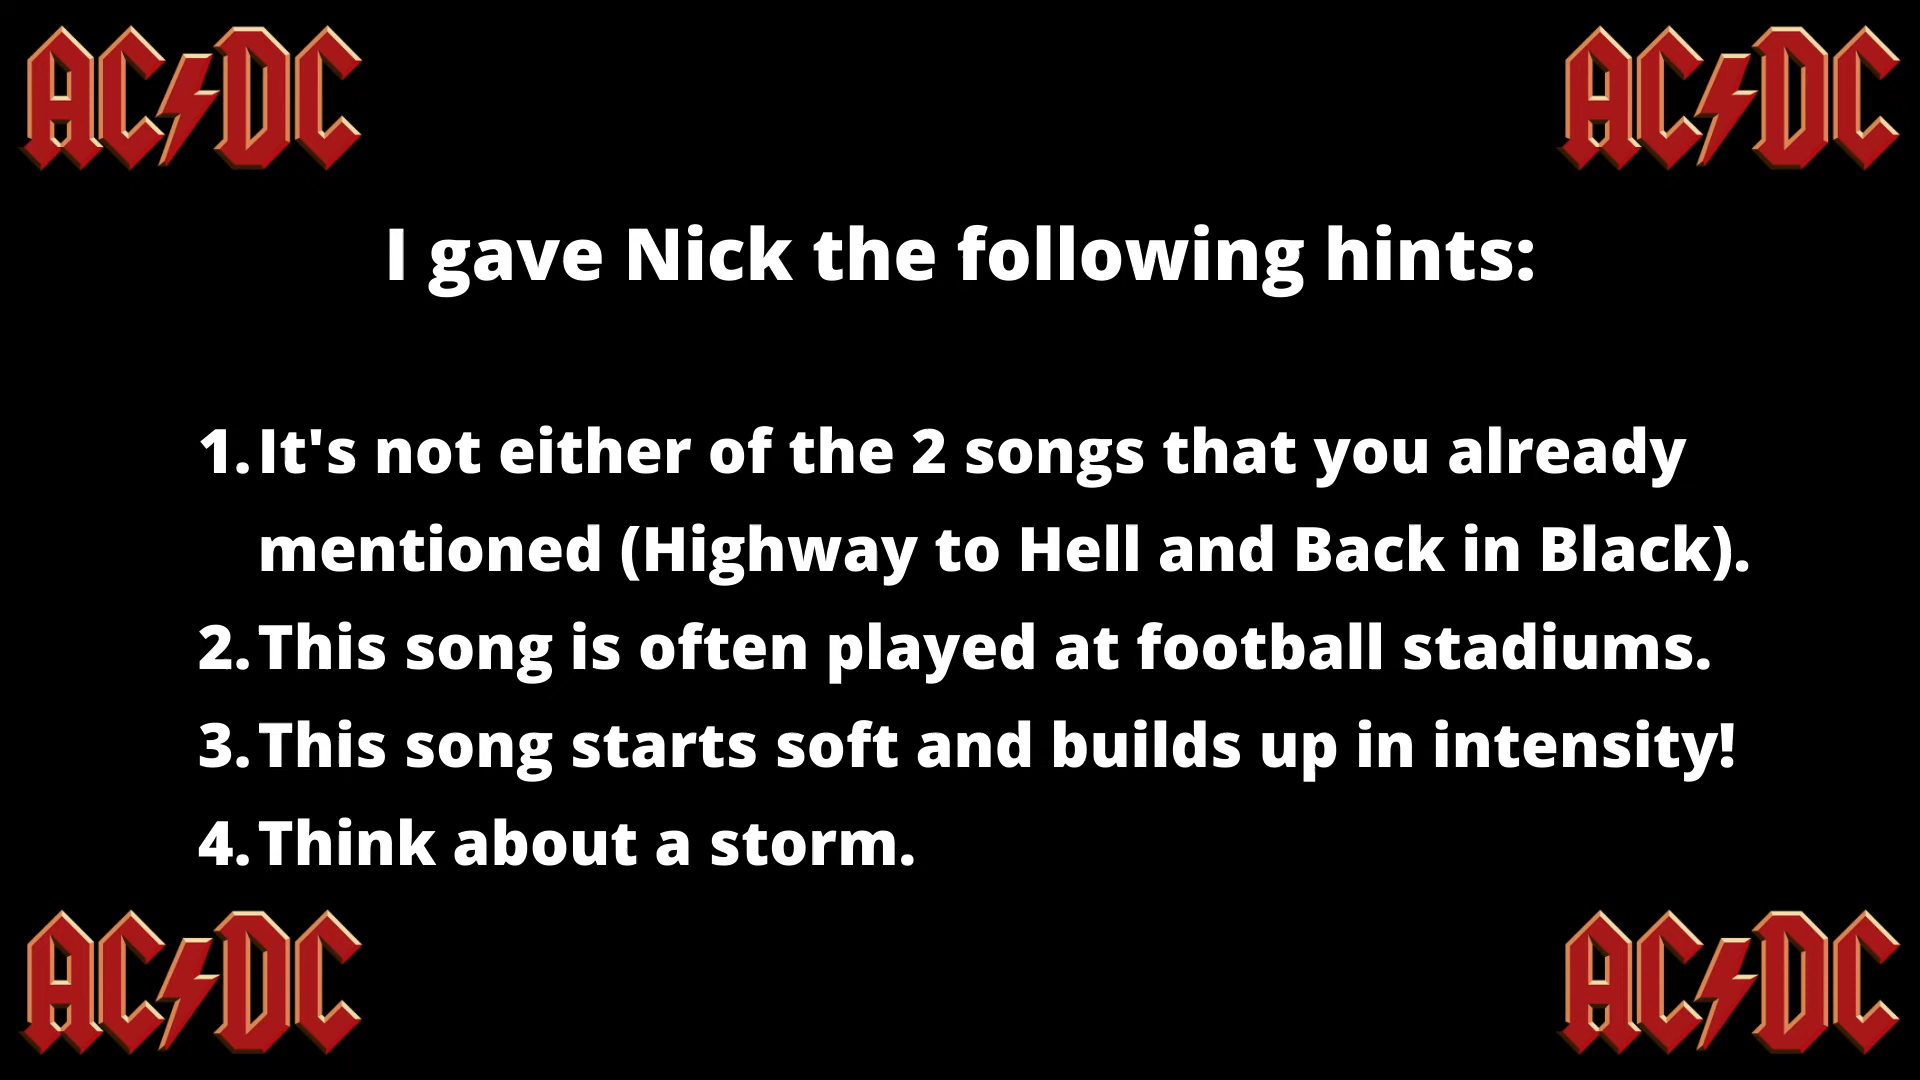 AC⚡DC AC⚡DC
I gave Nick the following hints:
1. It's not either of the 2 songs that you already
mentioned (Highway to Hell and Back in Black).
2. This song is often played at football stadiums.
3. This song starts soft and builds up in intensity!
4. Think about a storm.
AC⚡DC AC⚡DC